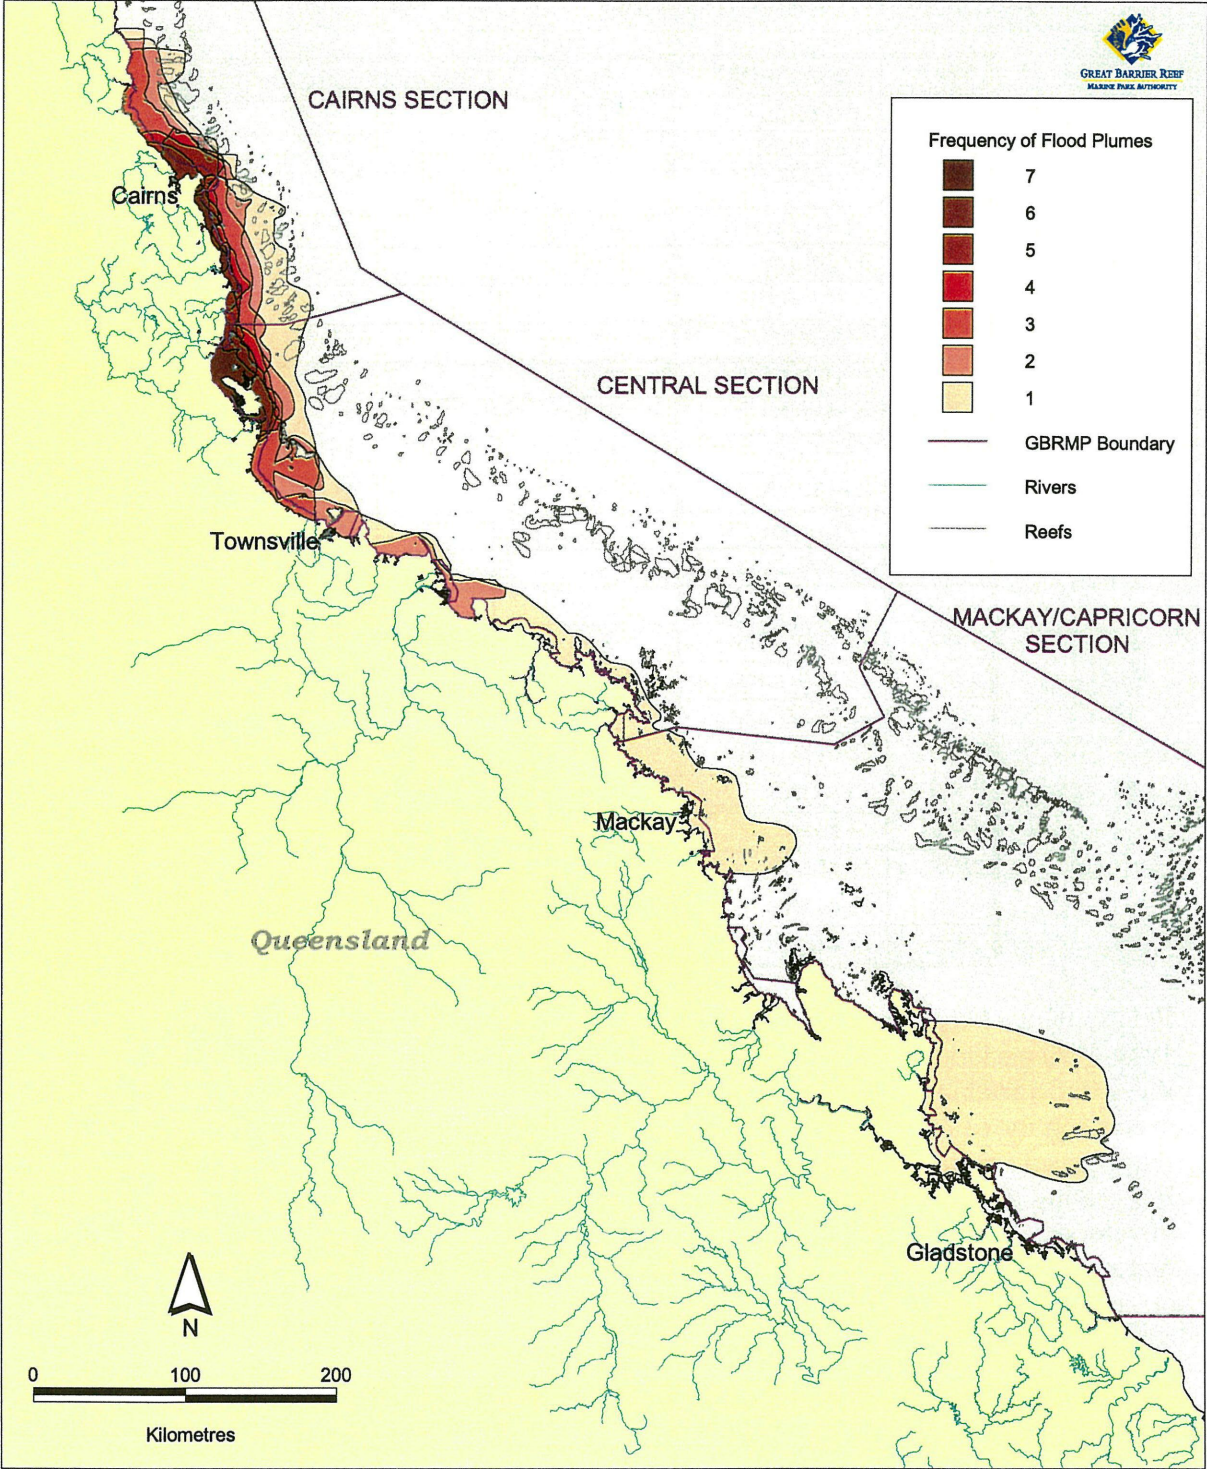 GREAT BARRIER REEF
MARINE PARK AUTHORITY
CAIRNS SECTION
Frequency of Flood Plumes
7
6
5
4
3
2
1
GBRMP Boundary
Rivers
Reefs
Cairns
CENTRAL SECTION
Townsville
MACKAY/CAPRICORN
SECTION
Mackay
Queensland
Gladstone
N
0 100 200
Kilometres